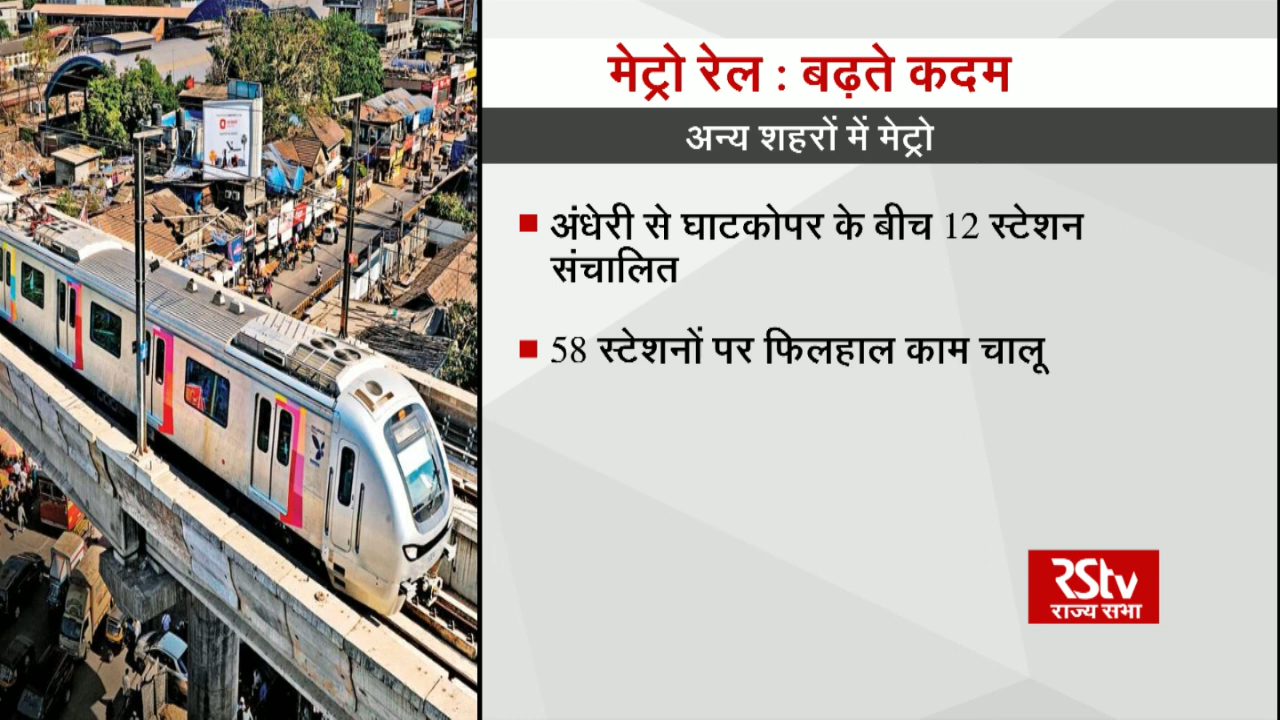 मेट्रो रेल : बढ़ते कदम
अन्य शहरों में मेट्रो
अंधेरी से घाटकोपर के बीच 12 स्टेशन
संचालित
58 स्टेशनों पर फिलहाल काम चालू
RStv
राज्य सभा